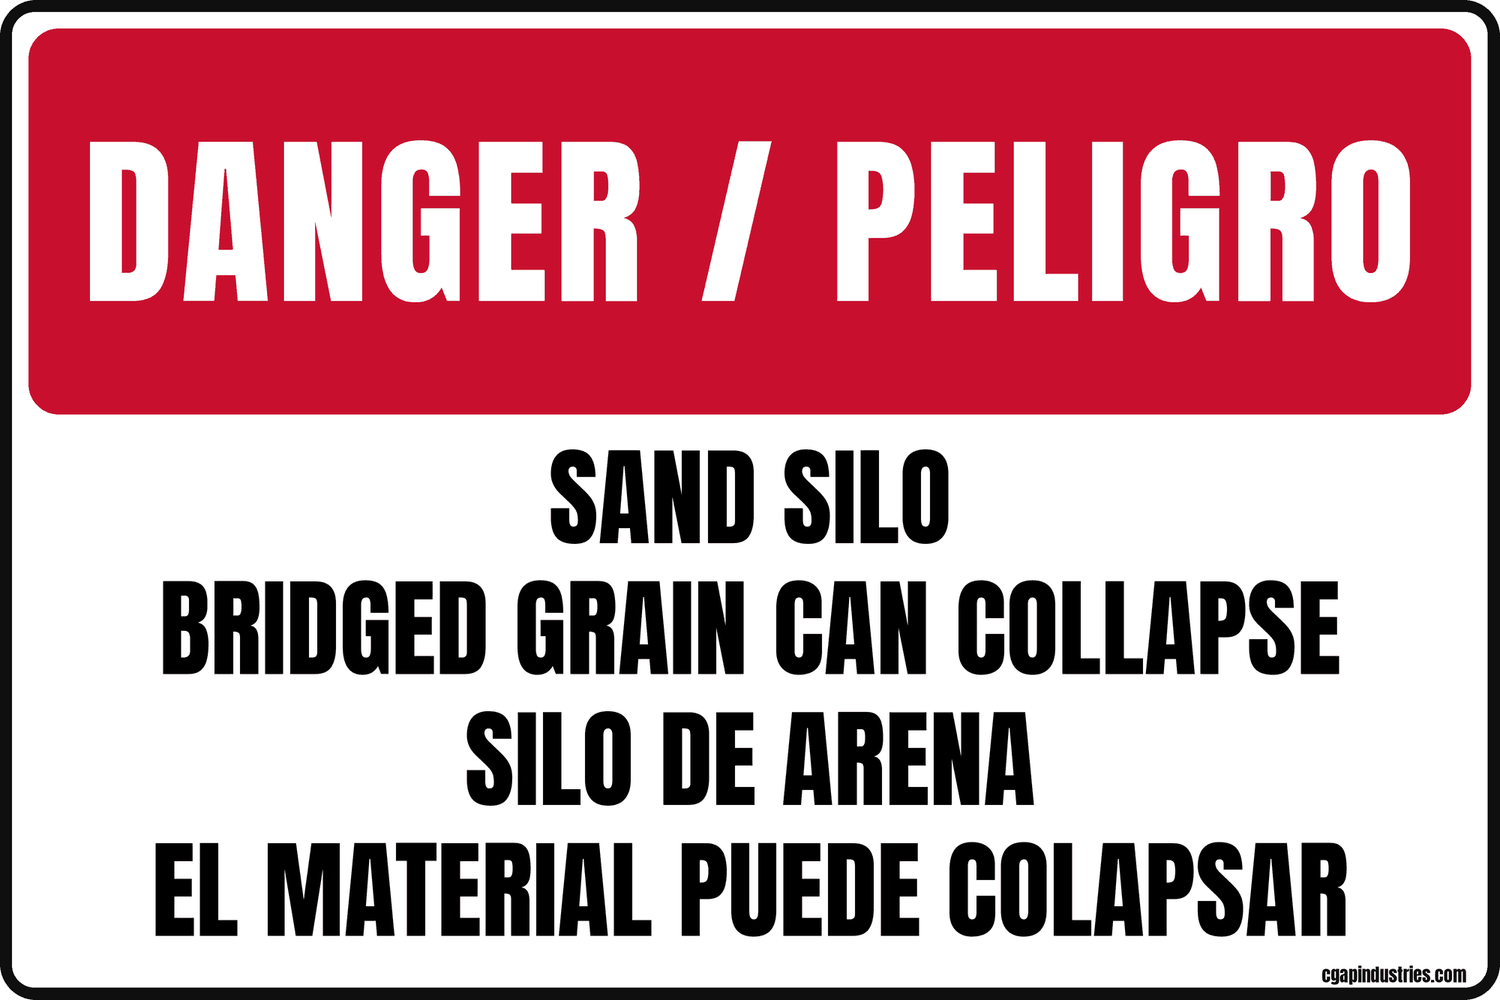 DANGER / PELIGRO
SAND SILO
BRIDGED GRAIN CAN COLLAPSE
SILO DE ARENA
EL MATERIAL PUEDE COLAPSAR
cgapindustries.com